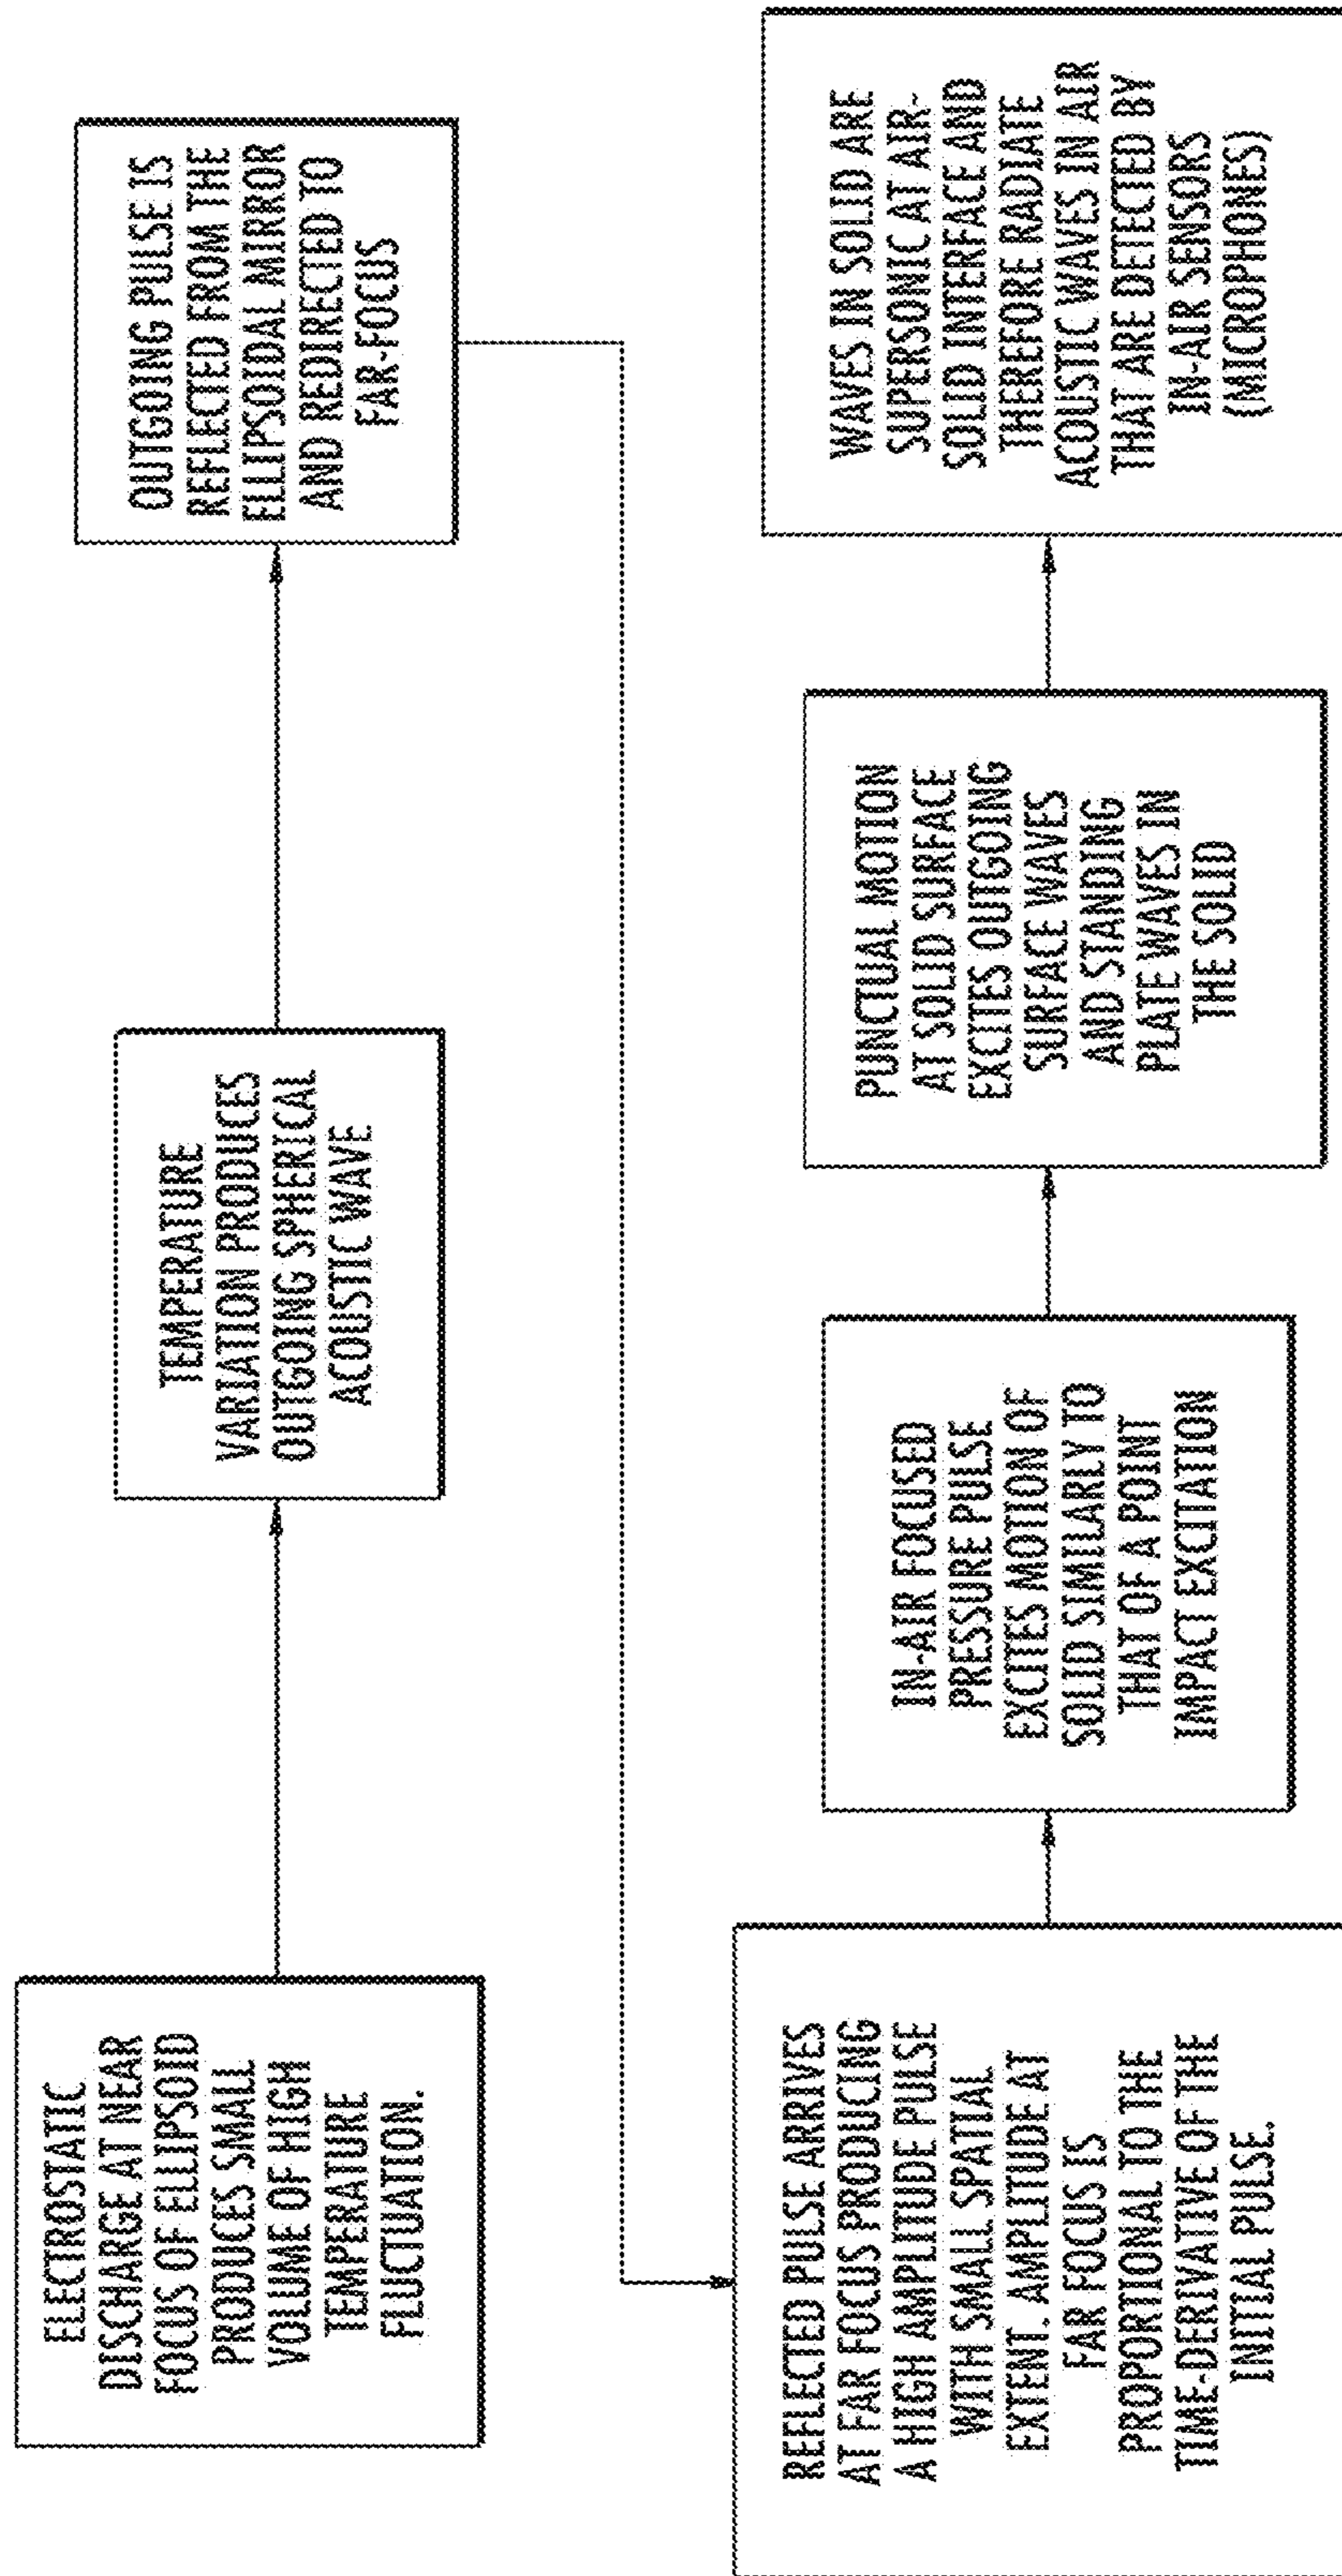 ELECTROSTATIC
DISCHARGE AT NEAR
FOCUS OF ELLIPSOID
PRODUCES SMALL
VOLUME OF HIGH
TEMPERATURE
FLUCTUATION.
TEMPERATURE
VARIATION PRODUCES
OUTGOING SPHERICAL
ACOUSTIC WAVE
OUTGOING PULSE IS
REFLECTED FROM THE
ELLIPSOIDAL MIRROR
AND REDIRECTED TO
FAR-FOCUS
REFLECTED PULSE ARRIVES
AT FAR FOCUS PRODUCING
A HIGH AMPLITUDE PULSE
WITH SMALL SPATIAL
EXTENT. AMPLITUDE AT
FAR FOCUS IS
PROPORTIONAL TO THE
TIME-DERIVATIVE OF THE
INITIAL PULSE.
IN-AIR FOCUSED
PRESSURE PULSE
EXCITES MOTION OF
SOLID SIMILARLY TO
THAT OF A POINT
IMPACT EXCITATION
PUNCTUAL MOTION
AT SOLID SURFACE
EXCITES OUTGOING
SURFACE WAVES
AND STANDING
PLATE WAVES IN
THE SOLID
WAVES IN SOLID ARE
SUPERSONIC AT AIR-
SOLID INTERFACE AND
THEREFORE RADIATE
ACOUSTIC WAVES IN AIR
THAT ARE DETECTED BY
IN-AIR SENSORS
(MICROPHONES)